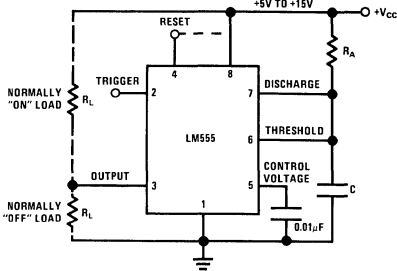 +5V TO +15V
RESET
+VCC
RA
4
8
TRIGGER
2
7
DISCHARGE
NORMALLY
"ON" LOAD
RL
LM555
6
THRESHOLD
OUTPUT
3
5
CONTROL
VOLTAGE
C
NORMALLY
"OFF" LOAD
RL
1
0.01μF